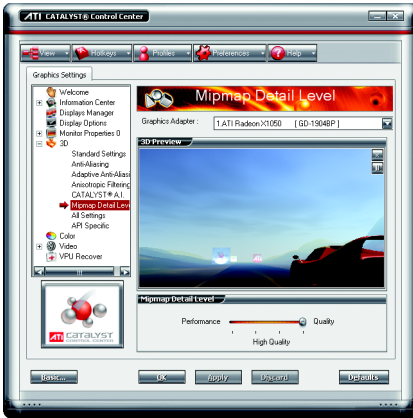 ATI CATALYST® Control Center
View Hotkeys Profiles Preferences Help
Graphics Settings
Welcome
Information Center
Displays Manager
Display Options
Monitor Properties 0
3D
Standard Settings
Anti-Aliasing
Adaptive Anti-Aliasi
Anisotropic Filtering
CATALYST® A.I.
Mipmap Detail Leve
All Settings
API Specific
Color
Video
VPU Recover
ATI CATALYST
CONTROL CENTER
Mipmap Detail Level
Graphics Adapter :
1.ATI Radeon X1050 [ GD-1904BP ]
3D Preview
Mipmap Detail Level
Performance Quality
High Quality
Basic... OK Apply Discard Defaults